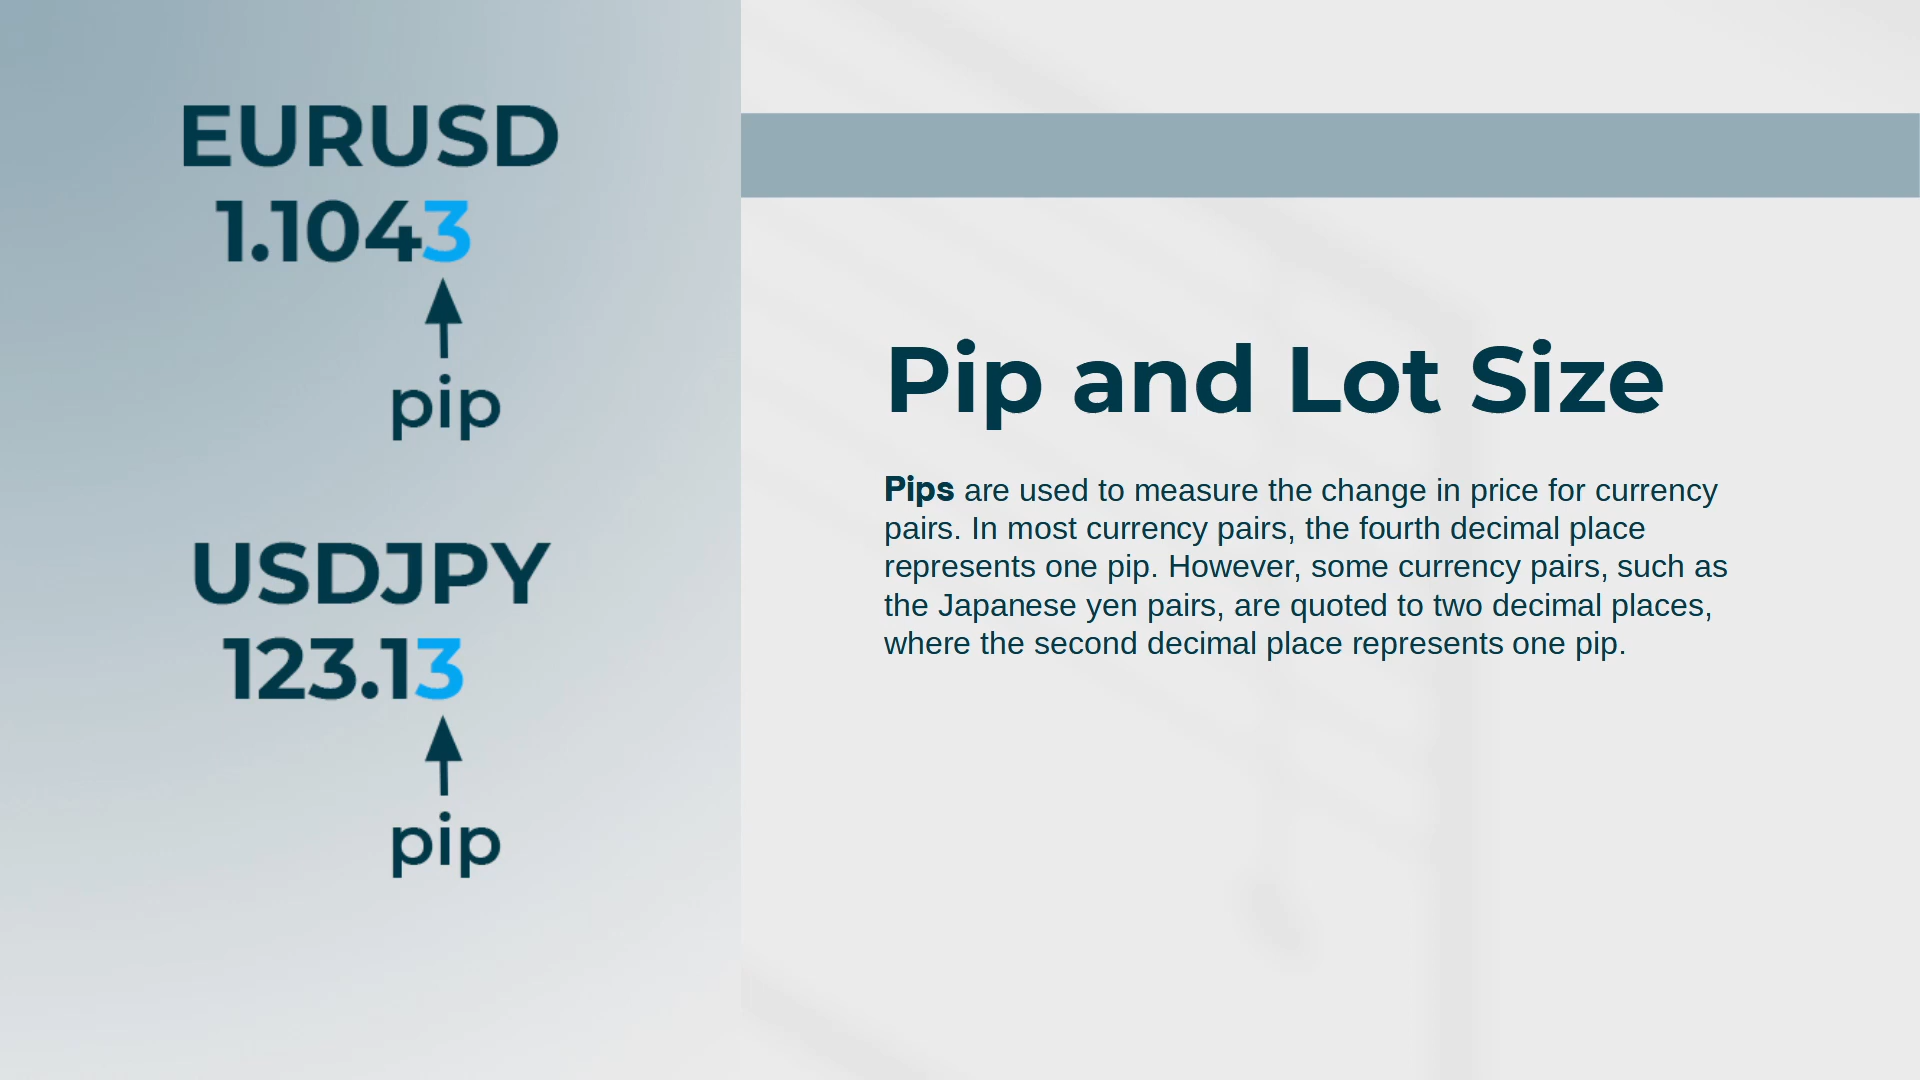 EURUSD
1.1043
pip
USDJPY
123.13
pip
Pip and Lot Size
Pips are used to measure the change in price for currency
pairs. In most currency pairs, the fourth decimal place
represents one pip. However, some currency pairs, such as
the Japanese yen pairs, are quoted to two decimal places,
where the second decimal place represents one pip.